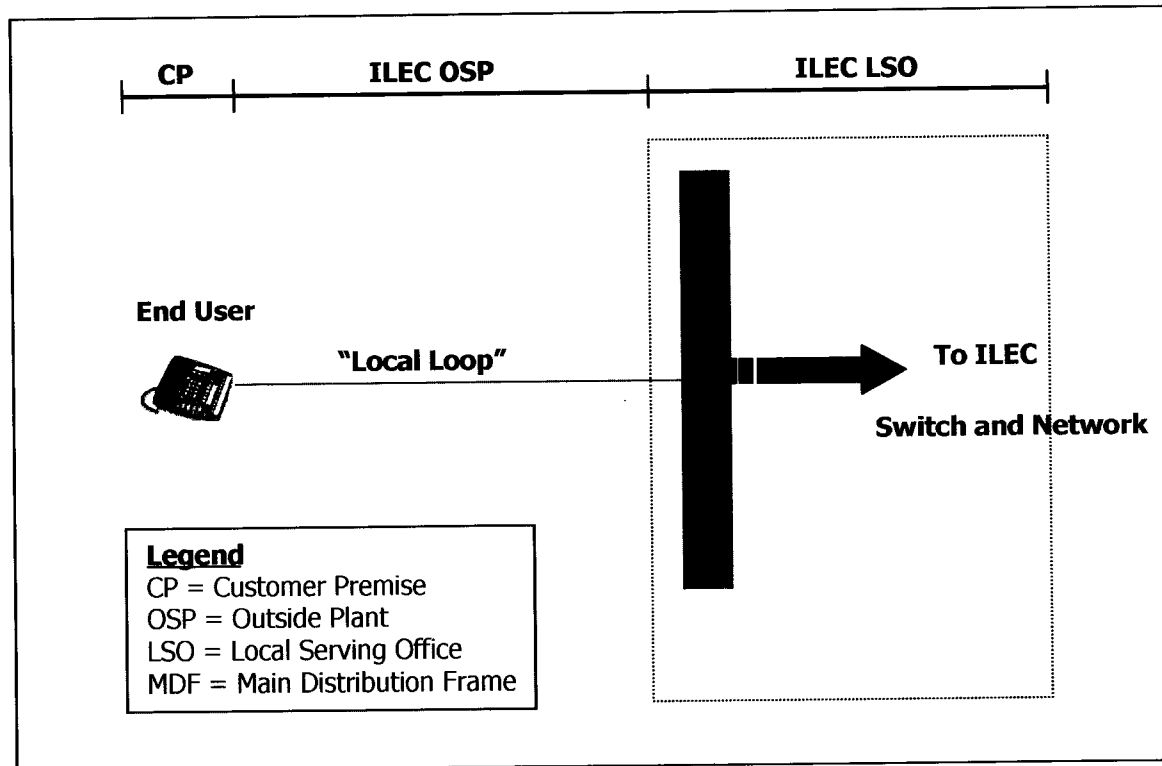 CP
ILEC OSP
ILEC LSO
End User
"Local Loop"
To ILEC
Switch and Network
Legend
CP = Customer Premise
OSP = Outside Plant
LSO = Local Serving Office
MDF = Main Distribution Frame